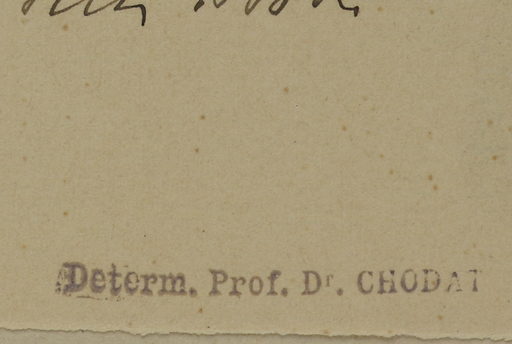 Determ. Prof. Dr. CHODAT